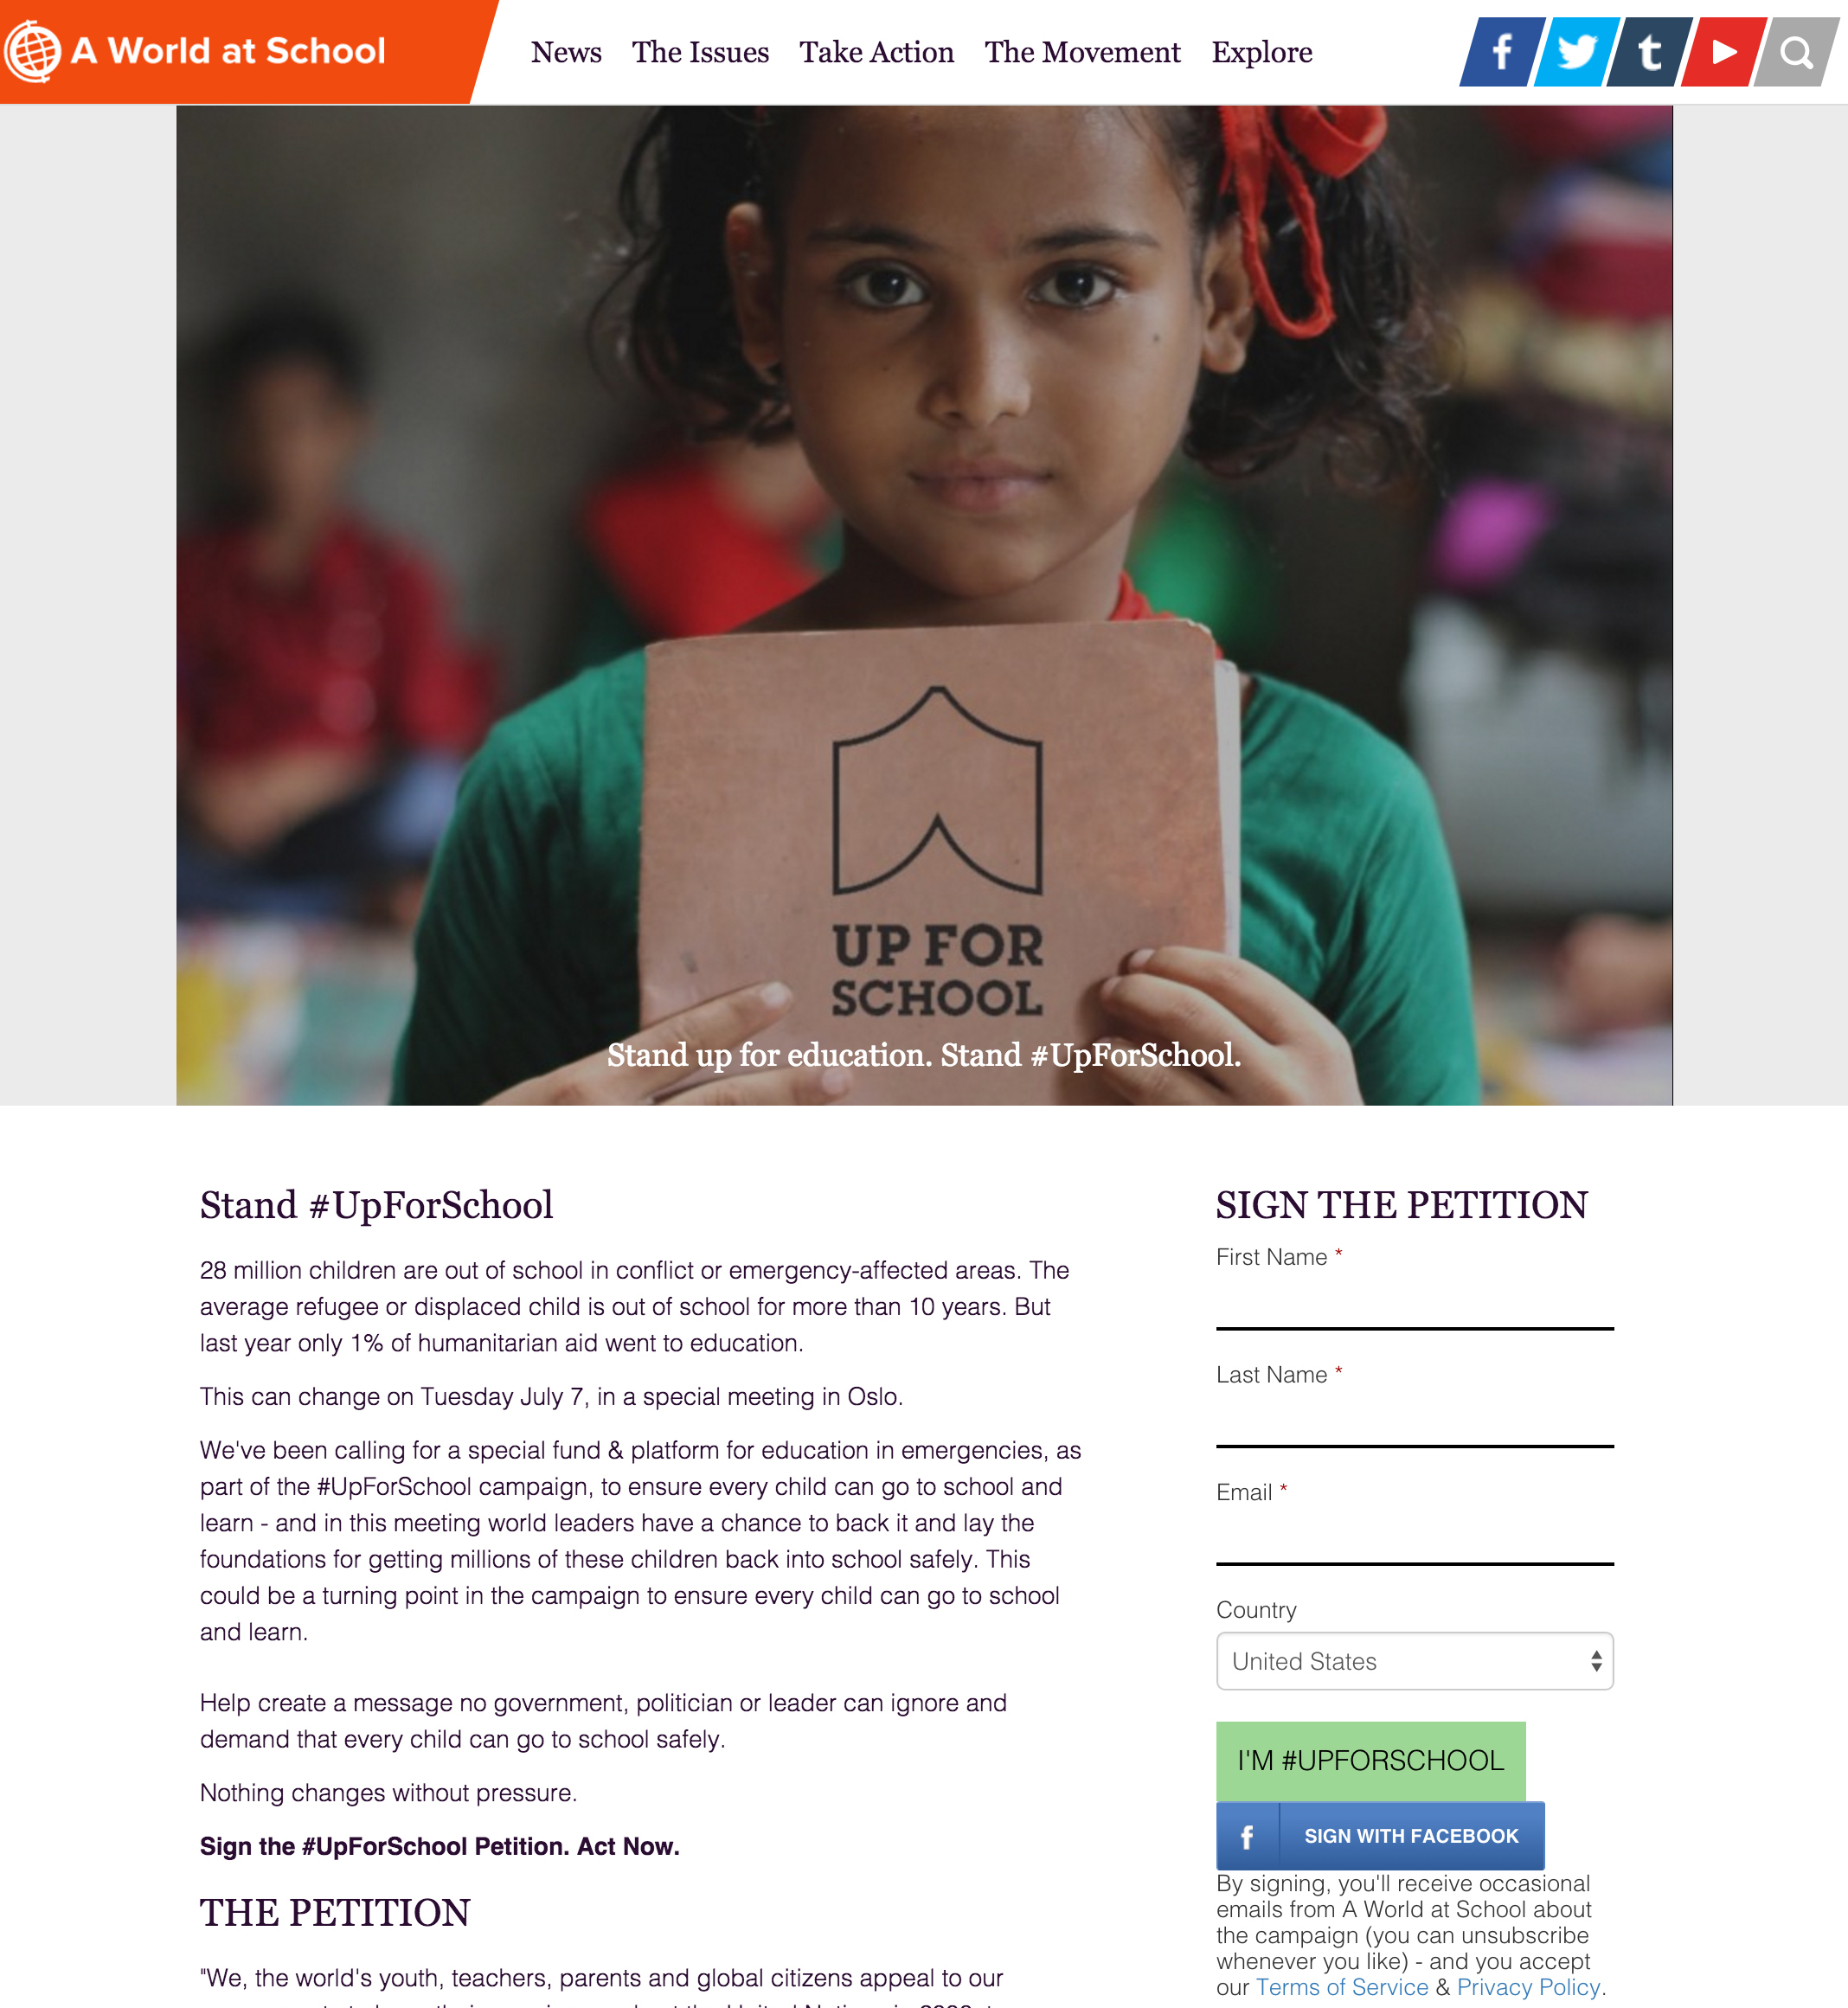 A World at School
News The Issues Take Action The Movement Explore
UP FOR
SCHOOL
Stand up for education. Stand #UpForSchool.
Stand #UpForSchool
28 million children are out of school in conflict or emergency-affected areas. The
average refugee or displaced child is out of school for more than 10 years. But
last year only 1% of humanitarian aid went to education.
This can change on Tuesday July 7, in a special meeting in Oslo.
We've been calling for a special fund & platform for education in emergencies, as
part of the #UpForSchool campaign, to ensure every child can go to school and
learn - and in this meeting world leaders have a chance to back it and lay the
foundations for getting millions of these children back into school safely. This
could be a turning point in the campaign to ensure every child can go to school
and learn.
Help create a message no government, politician or leader can ignore and
demand that every child can go to school safely.
Nothing changes without pressure.
Sign the #UpForSchool Petition. Act Now.
THE PETITION
"We, the world's youth, teachers, parents and global citizens appeal to our
SIGN THE PETITION
First Name *
Last Name *
Email *
Country
United States
I'M #UPFORSCHOOL
f SIGN WITH FACEBOOK
By signing, you'll receive occasional
emails from A World at School about
the campaign (you can unsubscribe
whenever you like) - and you accept
our Terms of Service & Privacy Policy.